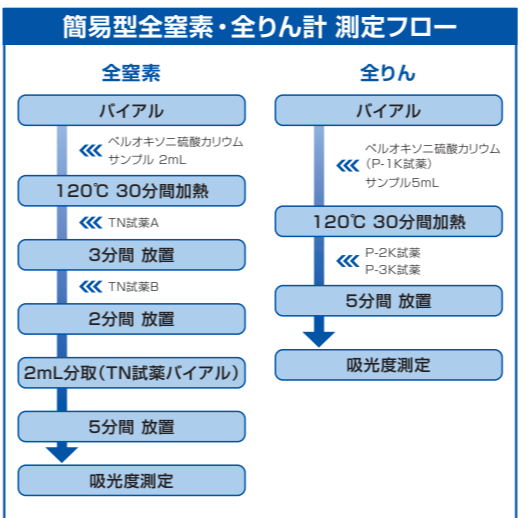 簡易型全窒素・全りん計 測定フロー
全窒素
バイアル
ペルオキソ二硫酸カリウム
サンプル 2mL
120℃ 30分間加熱
TN試薬A
3分間 放置
TN試薬B
2分間 放置
2mL分取(TN試薬バイアル)
5分間 放置
吸光度測定
全りん
バイアル
ペルオキソ二硫酸カリウム
(P-1K試薬)
サンプル5mL
120℃ 30分間加熱
P-2K試薬
P-3K試薬
5分間 放置
吸光度測定